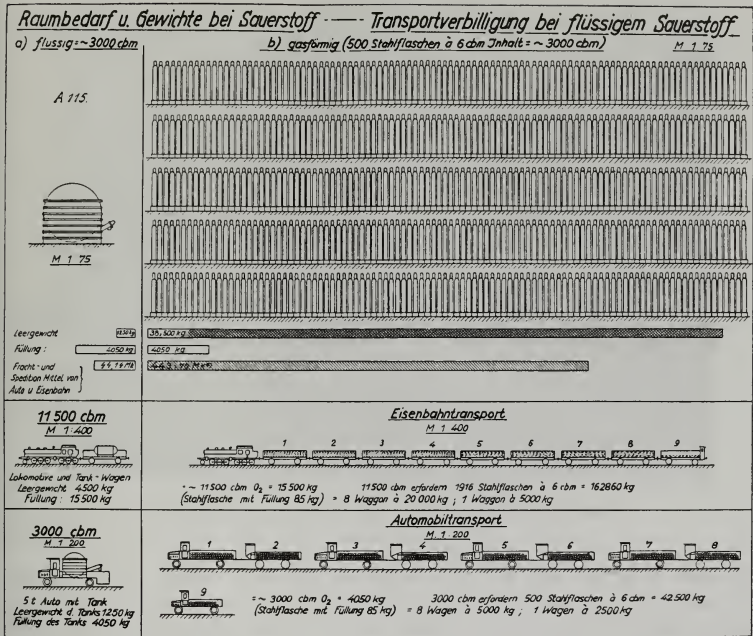 Raumbedarf u. Gewichte bei Sauerstoff -·-- Transportverbilligung bei flüssigem Sauerstoff
a) flüssig = ~3000 cbm
b) gasförmig (500 Stahlflaschen à 6 cbm Inhalt = ~ 3000 cbm)
M 1 75
A 115.
M 1 75
Leergewicht
38,500 kg
Füllung :
4050 kg
4050 kg
Fracht- und
Spedition Mittel von
Auto u Eisenbahn
11 500 cbm
M 1:400
Lokomotive und Tank-Wagen
Leergewicht 4500 kg
Füllung : 15 500 kg
Eisenbahntransport
M 1 400
1 2 3 4 5 6 7 8 9
= ~ 11500 cbm O₂ = 15 500 kg 11 500 cbm erfordern 1916 Stahlflaschen à 6 cbm = 162860 kg
(Stahlflasche mit Füllung 85 kg) = 8 Waggon à 20 000 kg ; 1 Waggon à 5000 kg
3000 cbm
M 1 200
5 t Auto mit Tank
Leergewicht d. Tanks 1250 kg
Füllung des Tanks 4050 kg
Automobiltransport
M. 1:200
1 2 3 4 5 6 7 8
9
= ~ 3000 cbm O₂ = 4050 kg 3000 cbm erfordern 500 Stahlflaschen à 6 cbm = 42500 kg
(Stahlflasche mit Füllung 85 kg) = 8 Wagen à 5000 kg ; 1 Wagen à 2500 kg